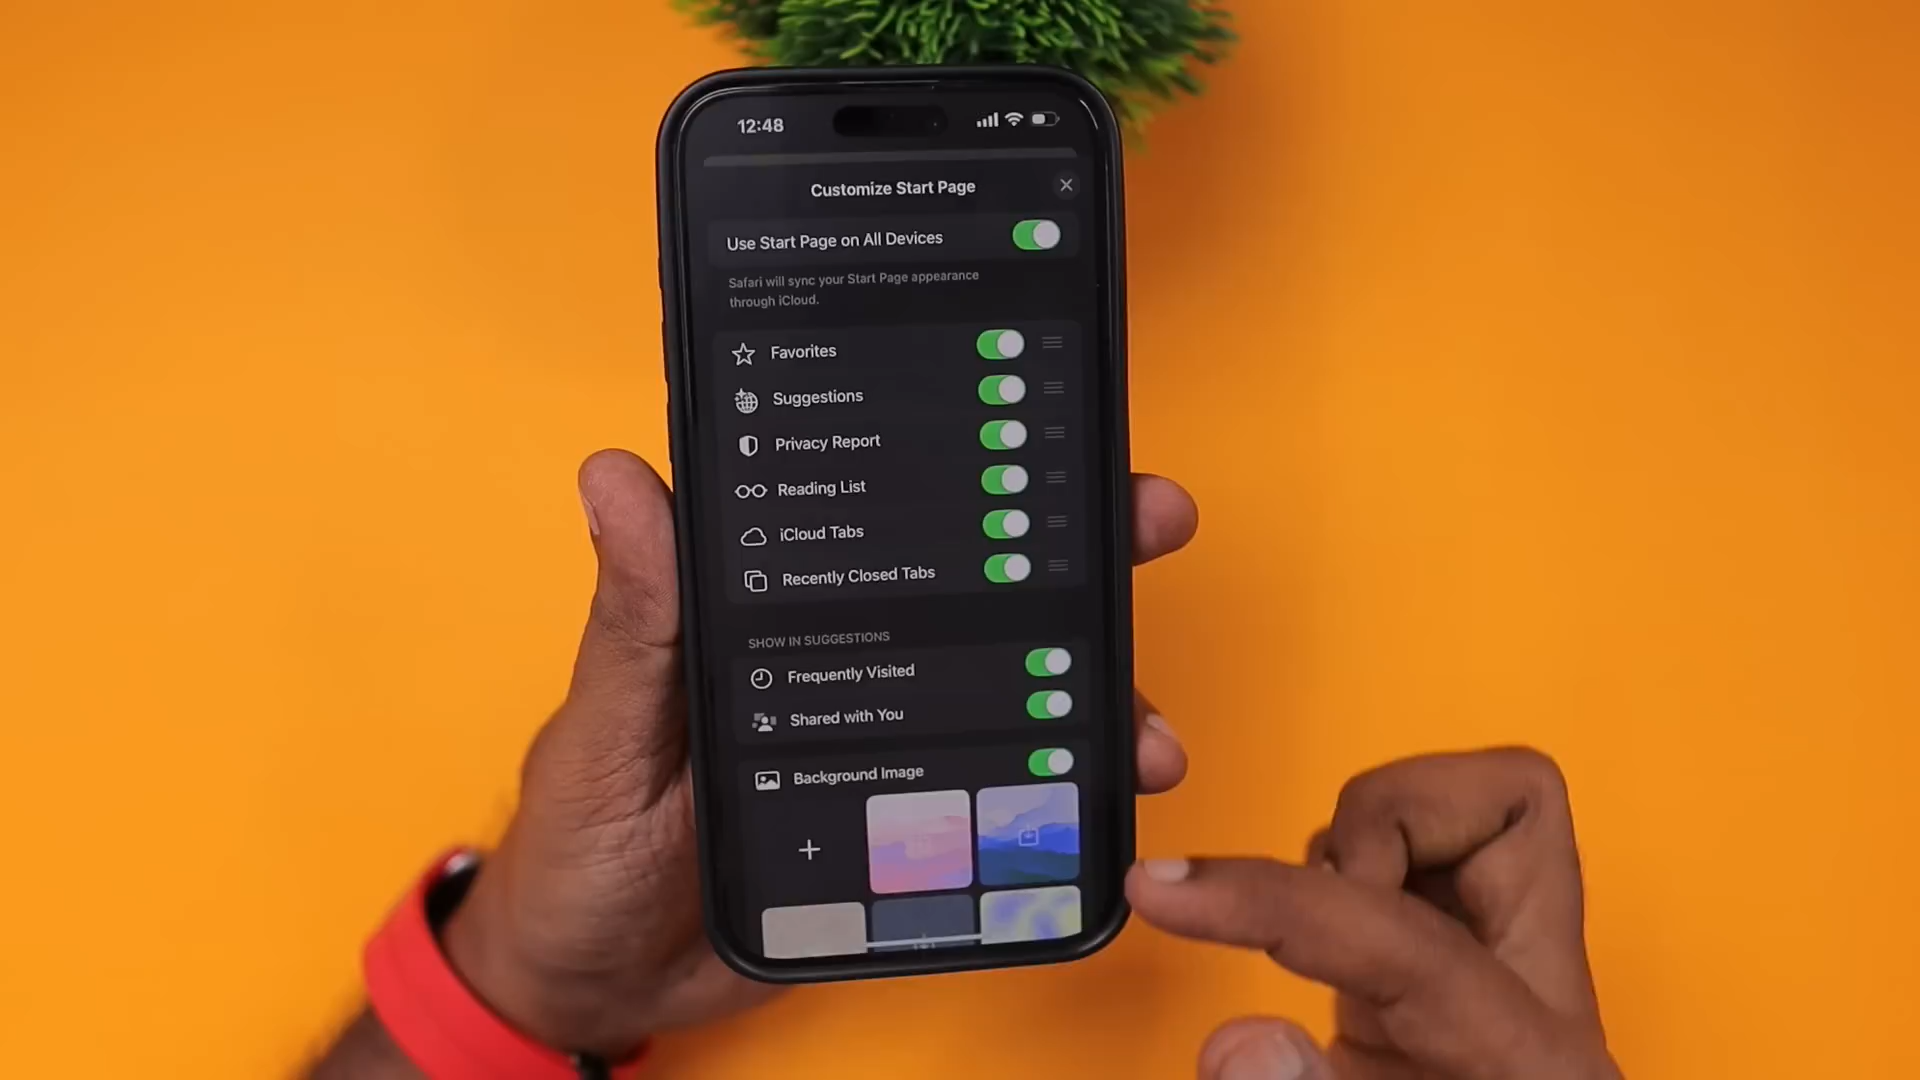 12:48
Customize Start Page
Use Start Page on All Devices
Safari will sync your Start Page appearance
through iCloud.
Favorites
Suggestions
Privacy Report
Reading List
iCloud Tabs
Recently Closed Tabs
SHOW IN SUGGESTIONS
Frequently Visited
Shared with You
Background Image